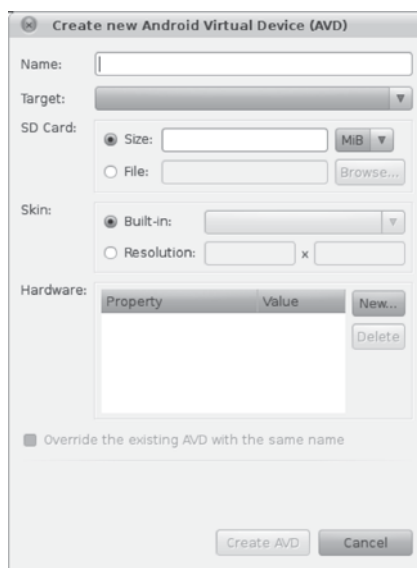 Create new Android Virtual Device (AVD)
Name:
Target:
SD Card:
Size: MiB
File: Browse...
Skin:
Built-in:
Resolution: x
Hardware:
Property Value New...
Delete
Override the existing AVD with the same name
Create AVD Cancel